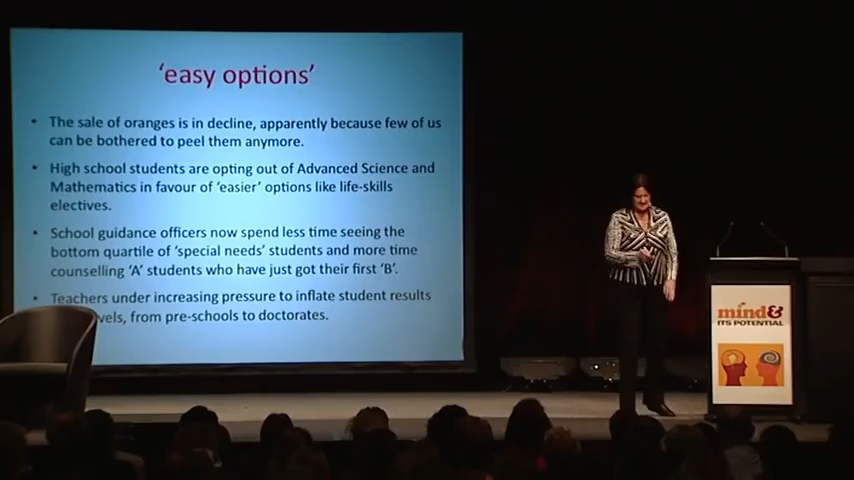 ‘easy options’
• The sale of oranges is in decline, apparently because few of us
can be bothered to peel them anymore.
• High school students are opting out of Advanced Science and
Mathematics in favour of ‘easier’ options like life-skills
electives.
• School guidance officers now spend less time seeing the
bottom quartile of ‘special needs’ students and more time
counselling ‘A’ students who have just got their first ‘B’.
• Teachers under increasing pressure to inflate student results
from pre-schools to doctorates.
mind&
ITS POTENTIAL